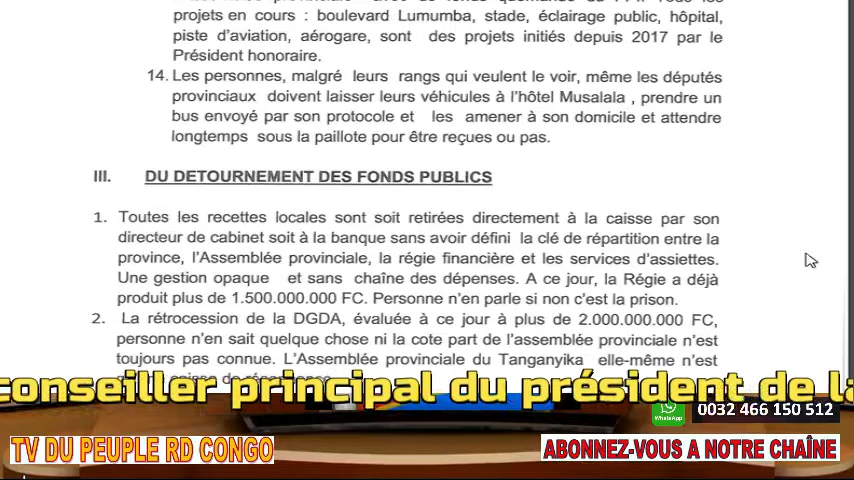 projets en cours : boulevard Lumumba, stade, éclairage public, hôpital,
piste d'aviation, aérogare, sont des projets initiés depuis 2017 par le
Président honoraire.
14. Les personnes, malgré leurs rangs qui veulent le voir, même les députés
provinciaux doivent laisser leurs véhicules à l'hôtel Musalala , prendre un
bus envoyé par son protocole et les amener à son domicile et attendre
longtemps sous la paillote pour être reçues ou pas.
III. DU DETOURNEMENT DES FONDS PUBLICS
1. Toutes les recettes locales sont soit retirées directement à la caisse par son
directeur de cabinet soit à la banque sans avoir défini la clé de répartition entre la
province, l'Assemblée provinciale, la régie financière et les services d'assiettes.
Une gestion opaque et sans chaîne des dépenses. A ce jour, la Régie a déjà
produit plus de 1.500.000.000 FC. Personne n'en parle si non c'est la prison.
2. La rétrocession de la DGDA, évaluée à ce jour à plus de 2.000.000.000 FC,
personne n'en sait quelque chose ni la cote part de l'assemblée provinciale n'est
toujours pas connue. L'Assemblée provinciale du Tanganyika elle-même n'est
conseiller principal du président de la
WhatsApp
0032 466 150 512
TV DU PEUPLE RD CONGO
ABONNEZ-VOUS A NOTRE CHAÎNE